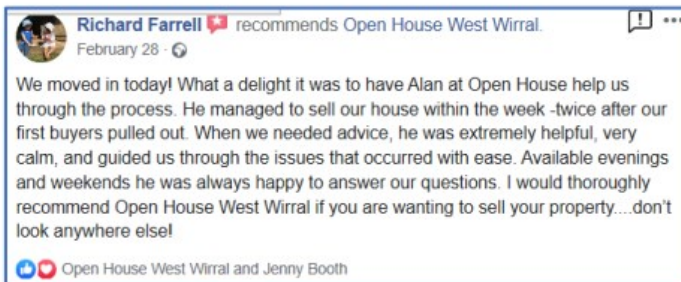 Richard Farrell recommends Open House West Wirral.
February 28 ·
We moved in today! What a delight it was to have Alan at Open House help us
through the process. He managed to sell our house within the week -twice after our
first buyers pulled out. When we needed advice, he was extremely helpful, very
calm, and guided us through the issues that occurred with ease. Available evenings
and weekends he was always happy to answer our questions. I would thoroughly
recommend Open House West Wirral if you are wanting to sell your property....don't
look anywhere else!
Open House West Wirral and Jenny Booth